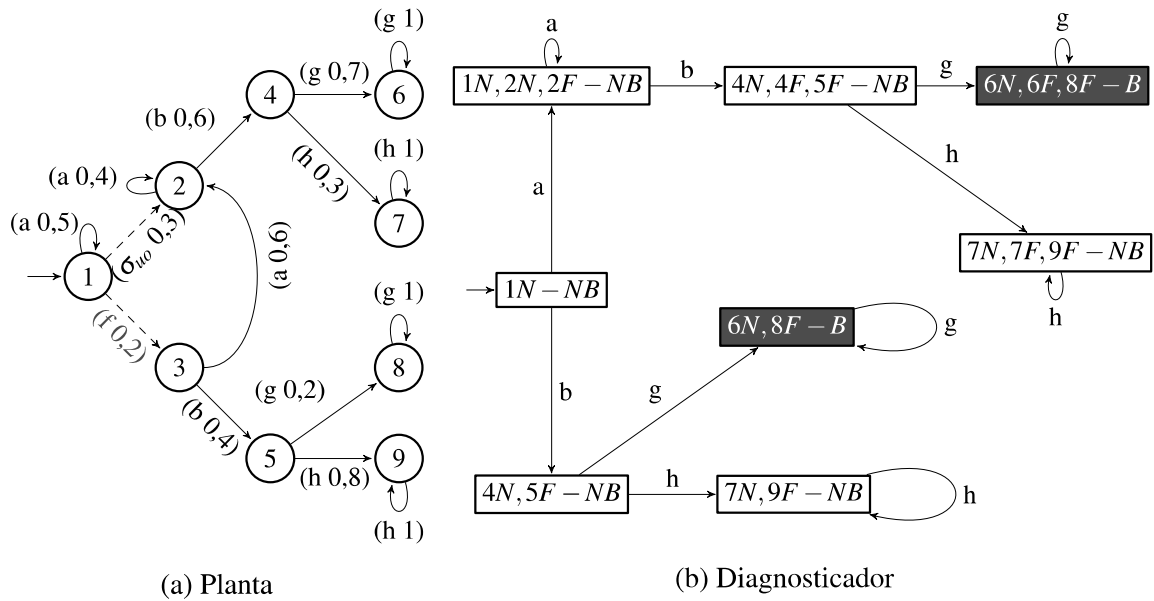 (g 1)
(g 0,7)
4
6
(b 0,6)
(h 1)
(h 0,3)
(a 0,4)
2
7
(a 0,5)
(σuo 0,3)
(a 0,6)
1
(f 0,2)
(g 1)
3
8
(g 0,2)
(b 0,4)
5
9
(h 0,8)
(h 1)
(a) Planta
a
g
1N, 2N, 2F − NB
b
4N, 4F, 5F − NB
g
6N, 6F, 8F − B
h
a
7N, 7F, 9F − NB
h
1N − NB
6N, 8F − B
g
b
g
4N, 5F − NB
h
7N, 9F − NB
h
(b) Diagnosticador